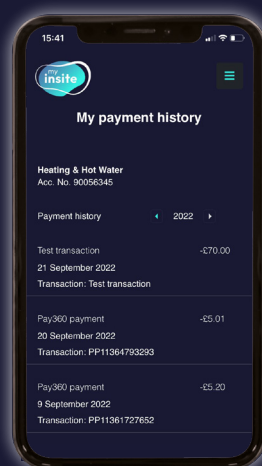 15:41
my
insite
My payment history
Heating & Hot Water
Acc. No. 90056345
Payment history 2022
Test transaction -£70.00
21 September 2022
Transaction: Test transaction
Pay360 payment -£5.01
20 September 2022
Transaction: PP11364793293
Pay360 payment -£5.20
9 September 2022
Transaction: PP11361727652